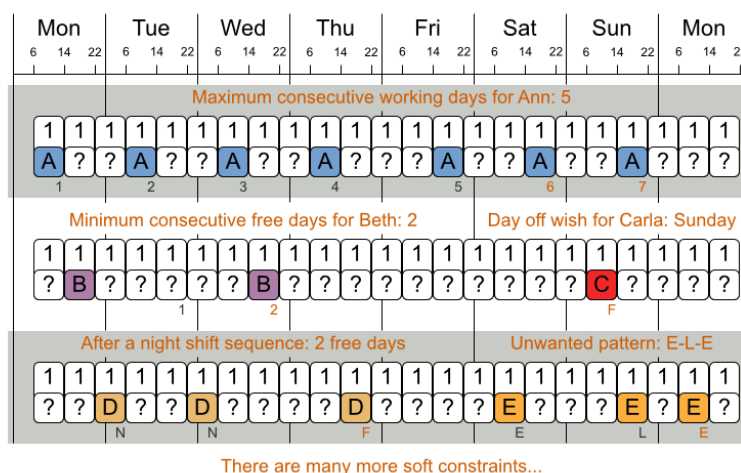 Mon Tue Wed Thu Fri Sat Sun Mon
6 14 22 6 14 22 6 14 22 6 14 22 6 14 22 6 14 22 6 14 22 6 14 2
Maximum consecutive working days for Ann: 5
1 1 1 1 1 1 1 1 1 1 1 1 1 1 1 1 1 1 1 1 1 1 1
A ? ? A ? ? A ? ? A ? ? ? A ? ? A ? ? A ? ? ?
1 2 3 4 5 6 7
Minimum consecutive free days for Beth: 2 Day off wish for Carla: Sunday
1 1 1 1 1 1 1 1 1 1 1 1 1 1 1 1 1 1 1 1 1 1 1
? B ? ? ? ? ? B ? ? ? ? ? ? ? ? ? ? C ? ? ? ?
1 2 F
After a night shift sequence: 2 free days Unwanted pattern: E-L-E
1 1 1 1 1 1 1 1 1 1 1 1 1 1 1 1 1 1 1 1 1 1 1
? ? D ? ? D ? ? ? ? D ? ? ? ? E ? ? ? E ? E ?
N N F E L E
There are many more soft constraints...